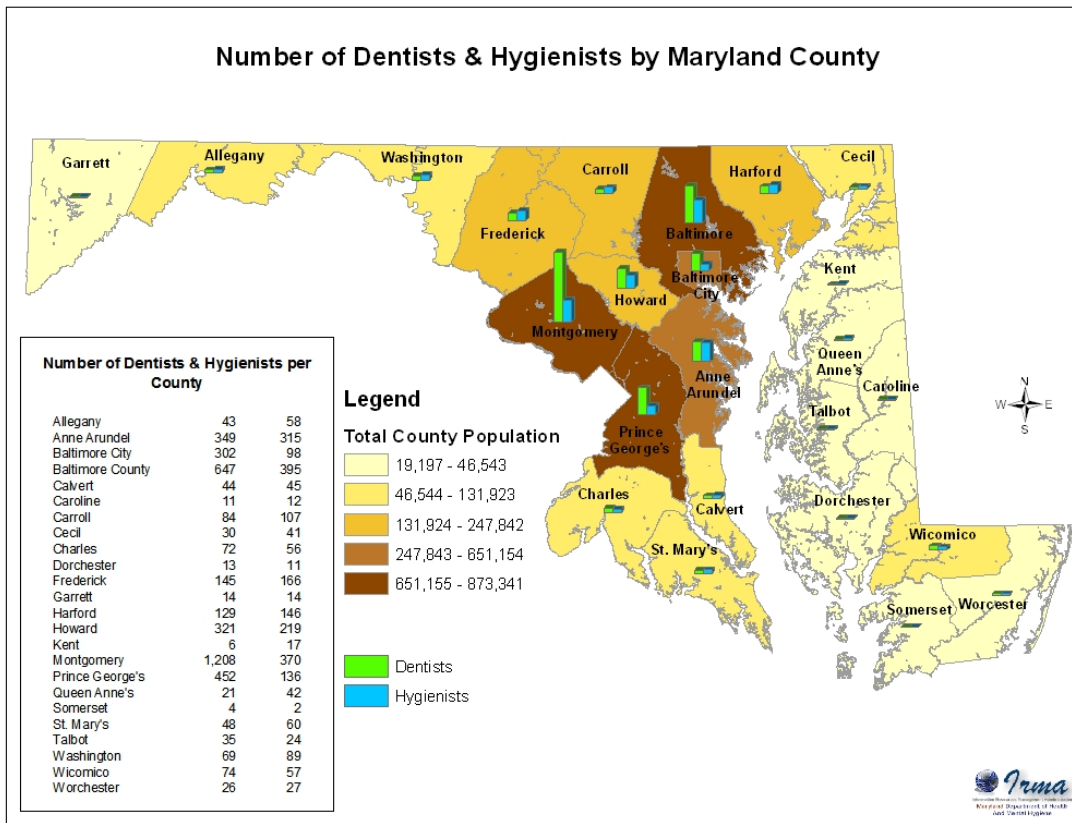 Number of Dentists & Hygienists by Maryland County
Garrett
Allegany
Washington
Frederick
Carroll
Baltimore
Harford
Cecil
Baltimore
City
Howard
Montgomery
Anne
Arundel
Prince
George's
Charles
Calvert
St. Mary's
Kent
Queen
Anne's
Caroline
Talbot
Dorchester
Wicomico
Somerset
Worcester
N
W E
S
Number of Dentists & Hygienists per
County
Allegany 43 58
Anne Arundel 349 315
Baltimore City 302 98
Baltimore County 647 395
Calvert 44 45
Caroline 11 12
Carroll 84 107
Cecil 30 41
Charles 72 56
Dorchester 13 11
Frederick 145 166
Garrett 14 14
Harford 129 146
Howard 321 219
Kent 6 17
Montgomery 1,208 370
Prince George's 452 136
Queen Anne's 21 42
Somerset 4 2
St. Mary's 48 60
Talbot 35 24
Washington 69 89
Wicomico 74 57
Worchester 26 27
Legend
Total County Population
19,197 - 46,543
46,544 - 131,923
131,924 - 247,842
247,843 - 651,154
651,155 - 873,341
Dentists
Hygienists
Irma
Maryland Department of Health
And Mental Hygiene